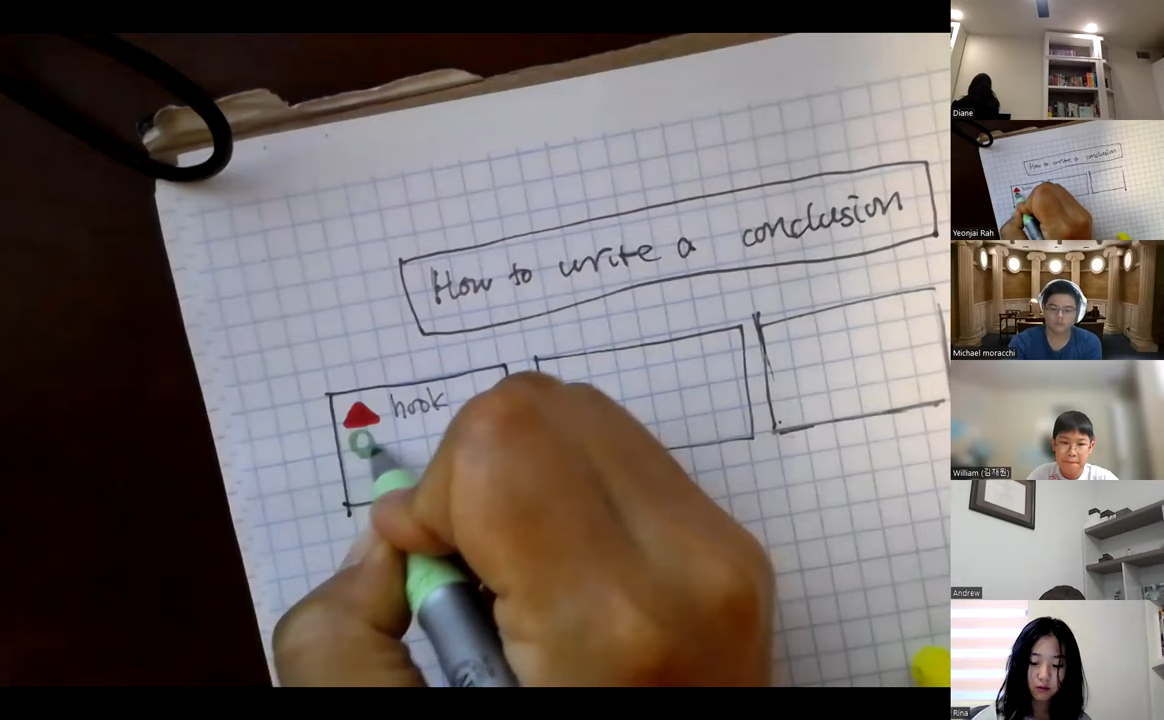 How to write a conclusion
hook
Diane
How to write a conclusion
Yeonjai Rah
Michael moracchi
William (김재원)
Andrew
Rina